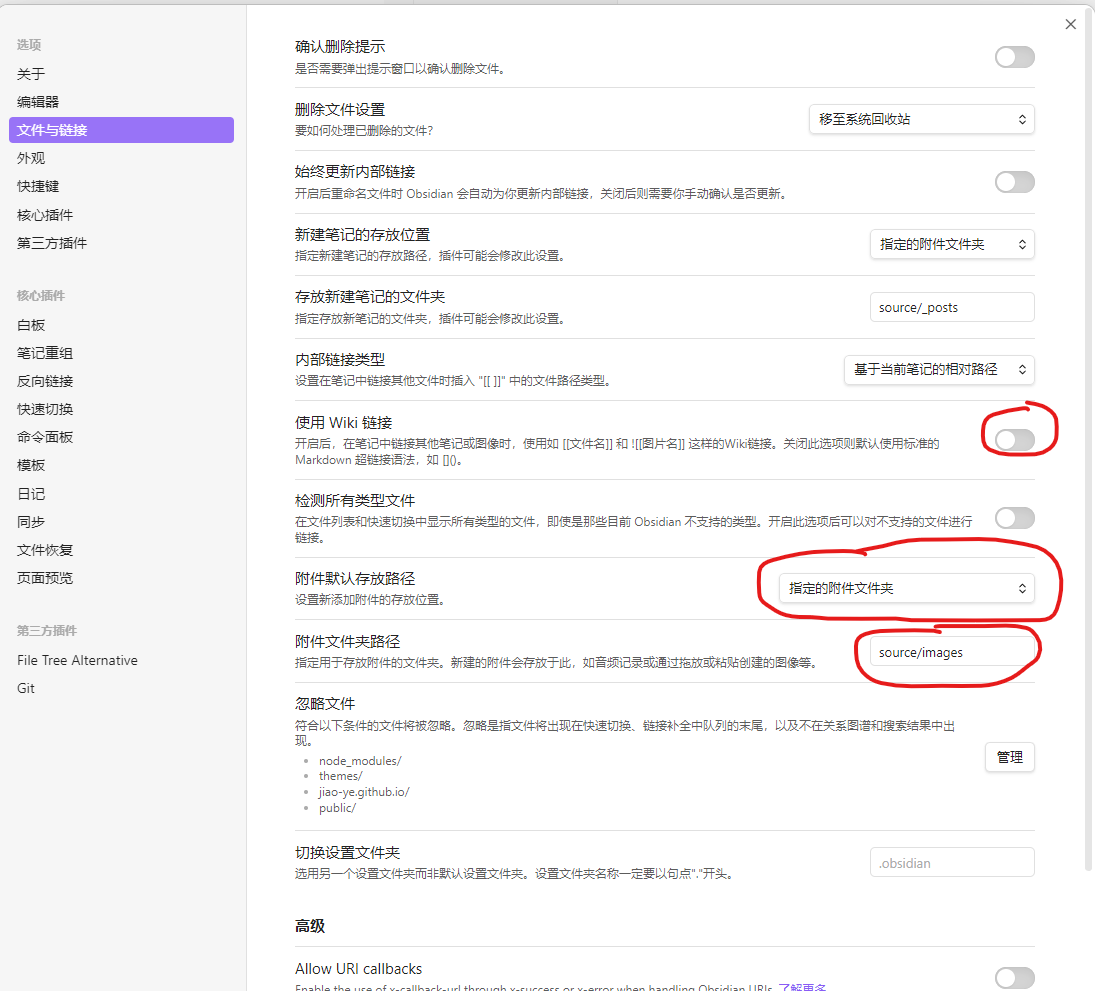 选项
关于
编辑器
文件与链接
外观
快捷键
核心插件
第三方插件
核心插件
白板
笔记重组
反向链接
快速切换
命令面板
模板
日记
同步
文件恢复
页面预览
第三方插件
File Tree Alternative
Git
确认删除提示
是否需要弹出提示窗口以确认删除文件。
删除文件设置
要如何处理已删除的文件?
移至系统回收站
始终更新内部链接
开启后重命名文件时 Obsidian 会自动为你更新内部链接，关闭后则需要你手动确认是否更新。
新建笔记的存放位置
指定新建笔记的存放路径，插件可能会修改此设置。
指定的附件文件夹
存放新建笔记的文件夹
指定存放新笔记的文件夹，插件可能会修改此设置。
source/_posts
内部链接类型
设置在笔记中链接其他文件时插入 "[[ ]]" 中的文件路径类型。
基于当前笔记的相对路径
使用 Wiki 链接
开启后，在笔记中链接其他笔记或图像时，使用如 [[文件名]] 和 ![[图片名]] 这样的Wiki链接。关闭此选项则默认使用标准的
Markdown 超链接语法，如 []()。
检测所有类型文件
在文件列表和快速切换中显示所有类型的文件，即使是那些目前 Obsidian 不支持的类型。开启此选项后可以对不支持的文件进行
链接。
附件默认存放路径
设置新添加附件的存放位置。
指定的附件文件夹
附件文件夹路径
指定用于存放附件的文件夹。新建的附件会存放于此，如音频记录或通过拖放或粘贴创建的图像等。
source/images
忽略文件
符合以下条件的文件将被忽略。忽略是指文件将出现在快速切换、链接补全中队列的末尾，以及不在关系图谱和搜索结果中出
现。
node_modules/
themes/
jiao-ye.github.io/
public/
管理
切换设置文件夹
选用另一个设置文件夹而非默认设置文件夹。设置文件夹名称一定要以句点"."开头。
.obsidian
高级
Allow URI callbacks
Enable the use of x-callback-url through x-success or x-error when handling Obsidian URIs. 了解更多